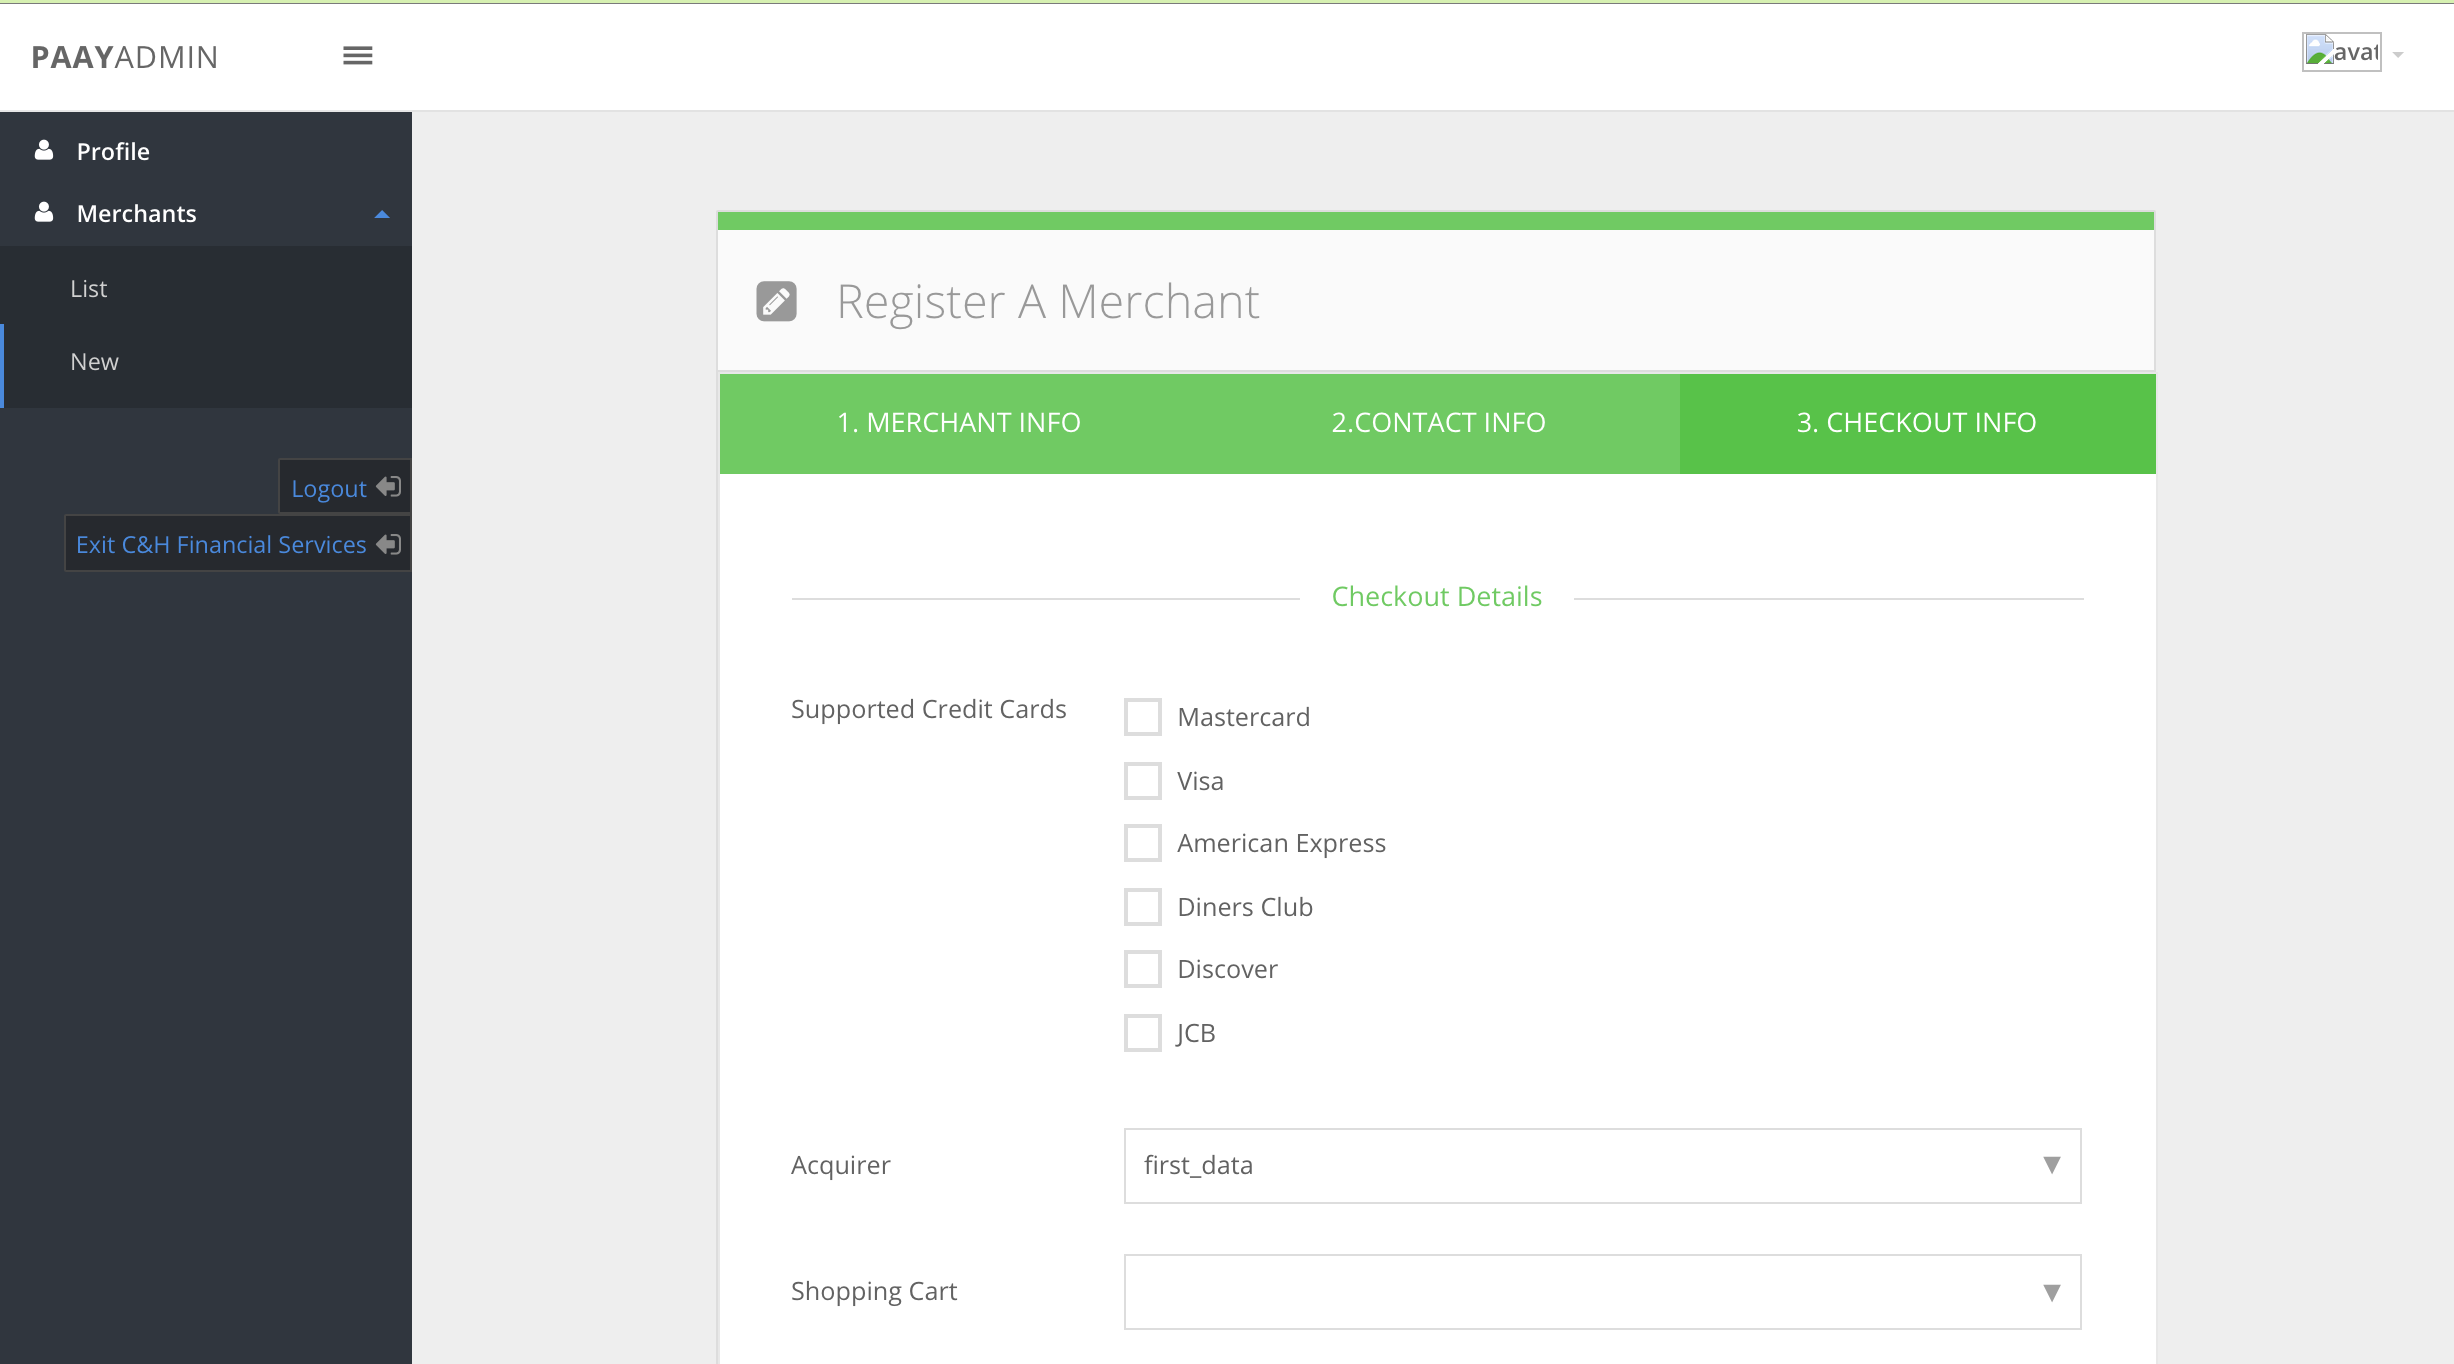 PAAYADMIN
avat
Profile
Merchants
List
New
Logout
Exit C&H Financial Services
Register A Merchant
1. MERCHANT INFO
2.CONTACT INFO
3. CHECKOUT INFO
Checkout Details
Supported Credit Cards
Mastercard
Visa
American Express
Diners Club
Discover
JCB
Acquirer
first_data
Shopping Cart